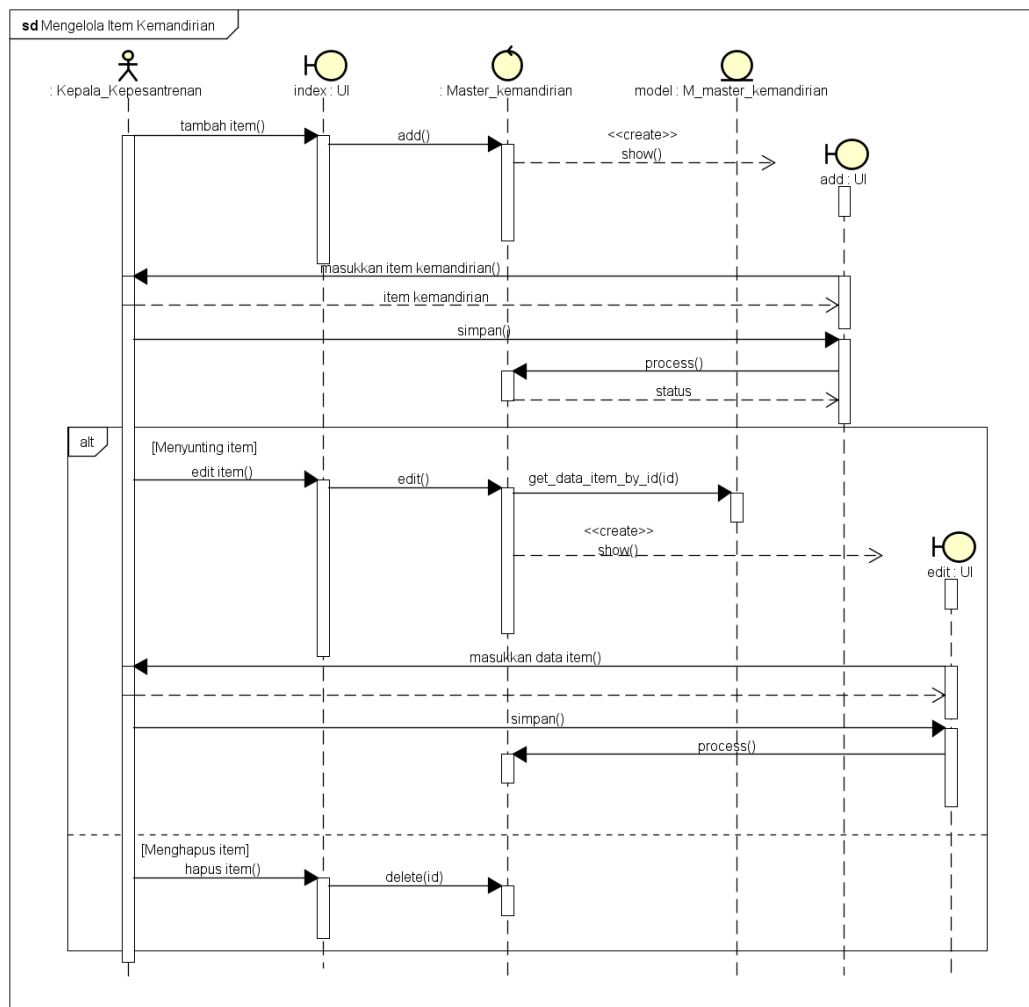 sd Mengelola Item Kemandirian
: Kepala_Kepesantrenan
index : UI
: Master_kemandirian
model : M_master_kemandirian
tambah item()
add()
<<create>>
show()
add : UI
masukkan item kemandirian()
item kemandirian
simpan()
process()
status
alt
[Menyunting item]
edit item()
edit()
get_data_item_by_id(id)
<<create>>
show()
edit : UI
masukkan data item()
simpan()
process()
[Menghapus item]
hapus item()
delete(id)